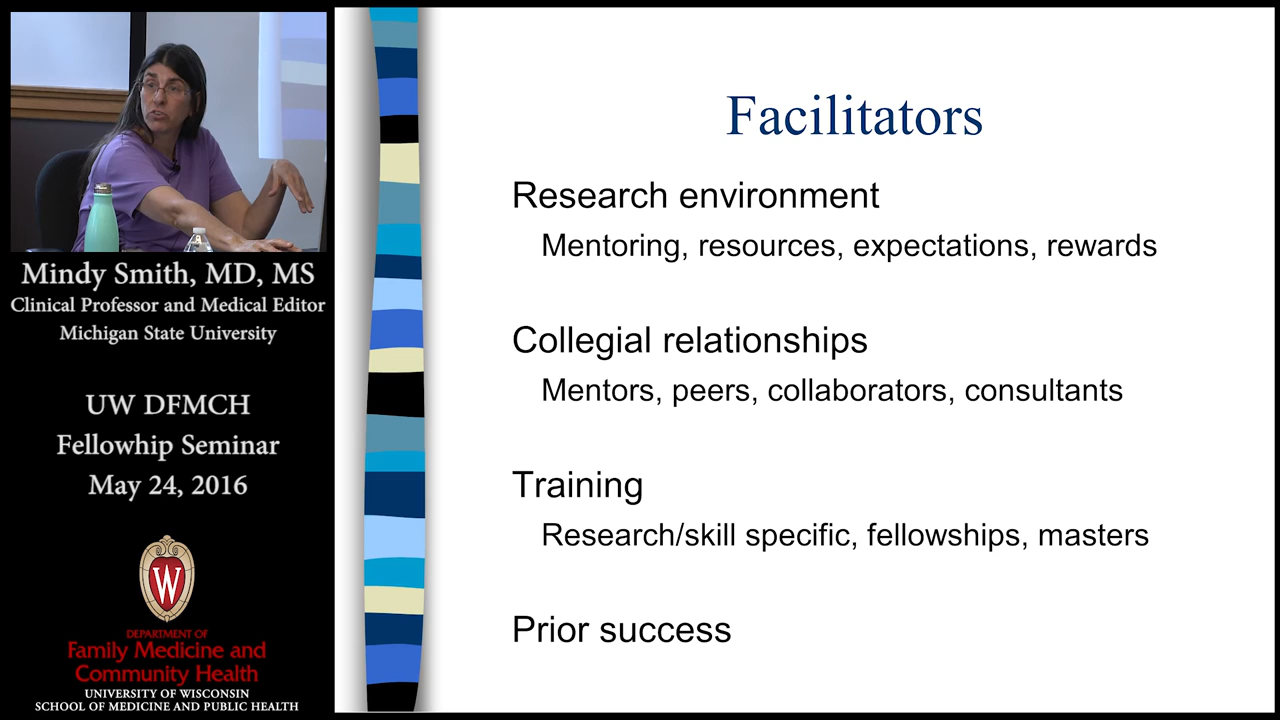 Mindy Smith, MD, MS
Clinical Professor and Medical Editor
Michigan State University
UW DFMCH
Fellowhip Seminar
May 24, 2016
W
DEPARTMENT OF
Family Medicine and
Community Health
UNIVERSITY OF WISCONSIN
SCHOOL OF MEDICINE AND PUBLIC HEALTH
Facilitators
Research environment
Mentoring, resources, expectations, rewards
Collegial relationships
Mentors, peers, collaborators, consultants
Training
Research/skill specific, fellowships, masters
Prior success